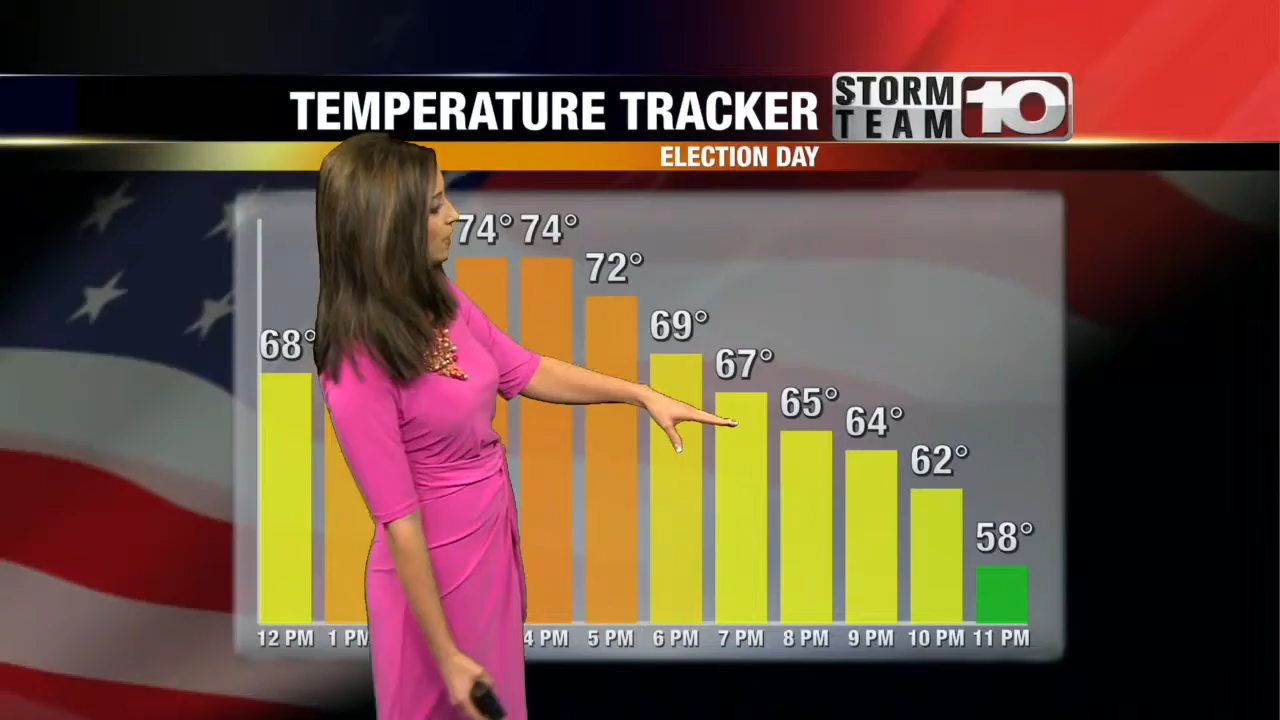 TEMPERATURE TRACKER
STORM TEAM 10
ELECTION DAY
74° 74°
72°
69°
68°
67°
65°
64°
62°
58°
12 PM 1 PM 4 PM 5 PM 6 PM 7 PM 8 PM 9 PM 10 PM 11 PM